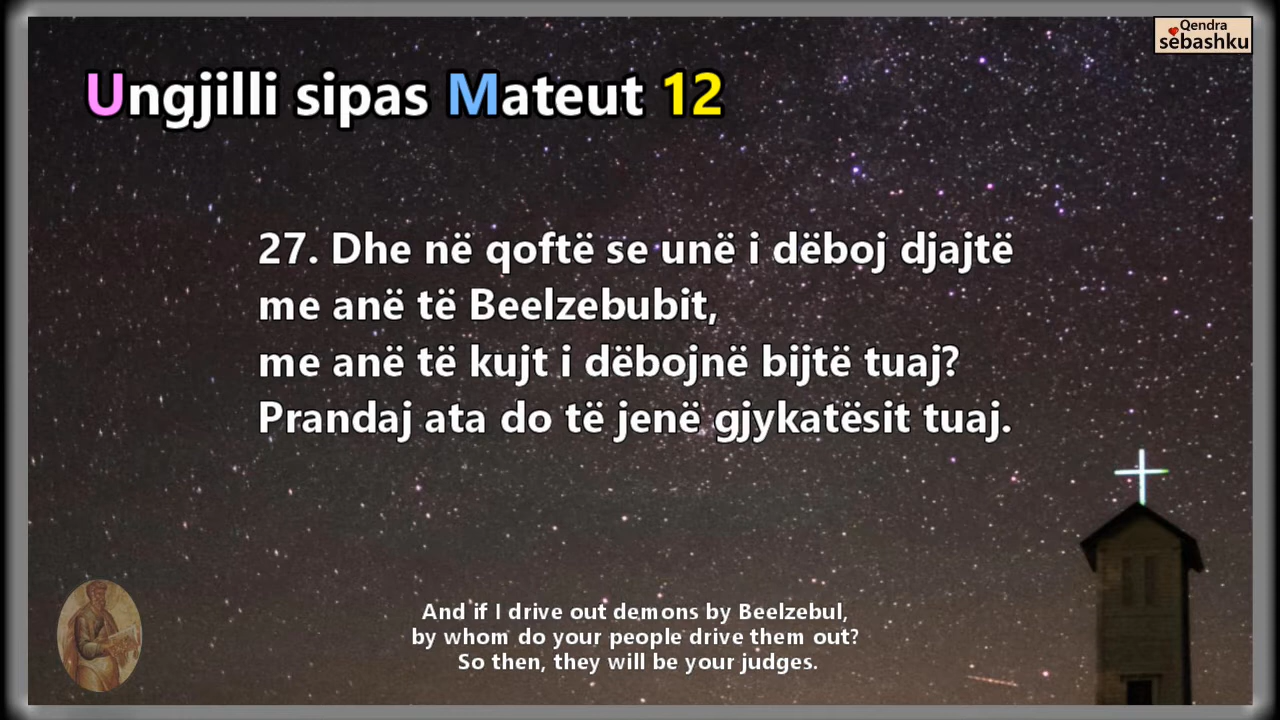 Qendra
sebashku
Ungjilli sipas Mateut 12
27. Dhe në qoftë se unë i dëboj djajtë
me anë të Beelzebubit,
me anë të kujt i dëbojnë bijtë tuaj?
Prandaj ata do të jenë gjykatësit tuaj.
And if I drive out demons by Beelzebul,
by whom do your people drive them out?
So then, they will be your judges.